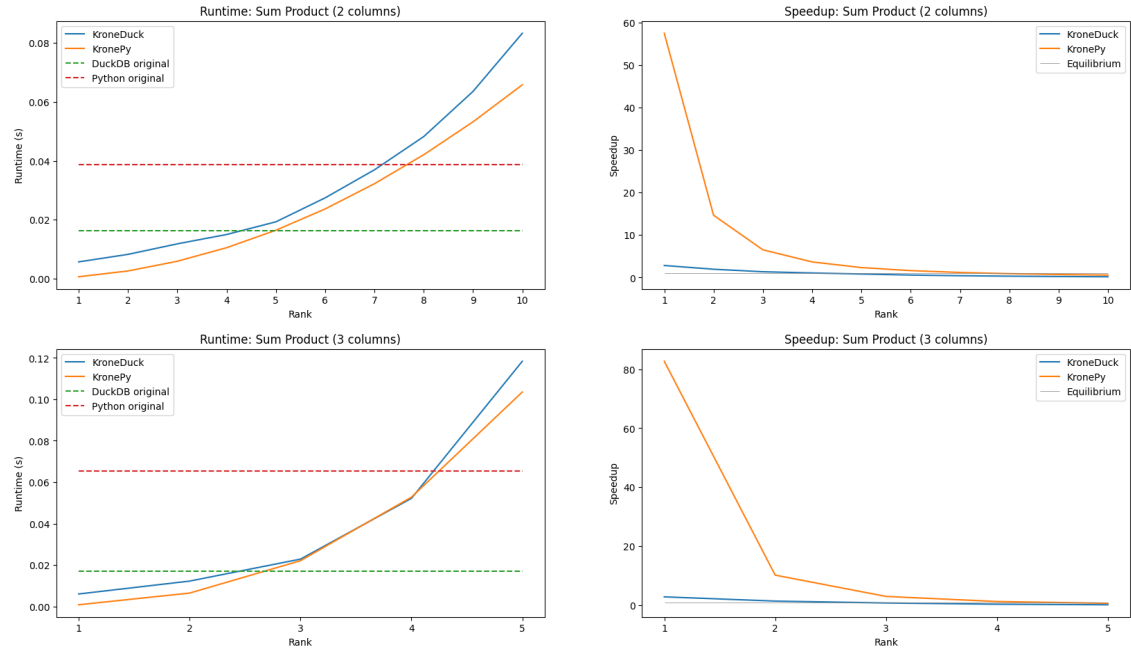 Runtime: Sum Product (2 columns)
KroneDuck
KronePy
DuckDB original
Python original
Runtime (s)
0.08
0.06
0.04
0.02
0.00
1 2 3 4 5 6 7 8 9 10
Rank
Speedup: Sum Product (2 columns)
KroneDuck
KronePy
Equilibrium
Speedup
60
50
40
30
20
10
0
1 2 3 4 5 6 7 8 9 10
Rank
Runtime: Sum Product (3 columns)
KroneDuck
KronePy
DuckDB original
Python original
Runtime (s)
0.12
0.10
0.08
0.06
0.04
0.02
0.00
1 2 3 4 5
Rank
Speedup: Sum Product (3 columns)
KroneDuck
KronePy
Equilibrium
Speedup
80
60
40
20
0
1 2 3 4 5
Rank